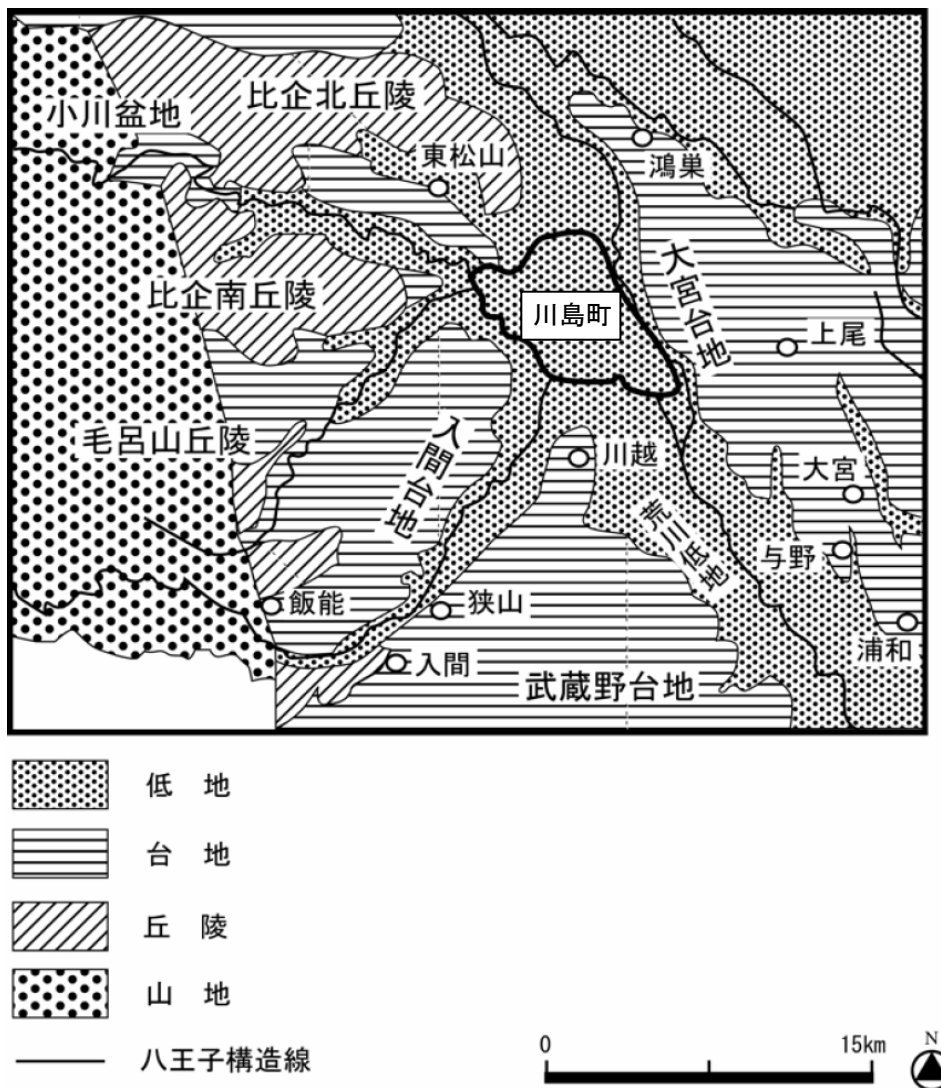 比企北丘陵
小川盆地
東松山
鴻巣
比企南丘陵
川島町
大宮台地
上尾
毛呂山丘陵
入間台地
川越
大宮
荒川低地
与野
飯能
狭山
浦和
入間
武蔵野台地
低 地
台 地
丘 陵
山 地
八王子構造線
0 15km
N